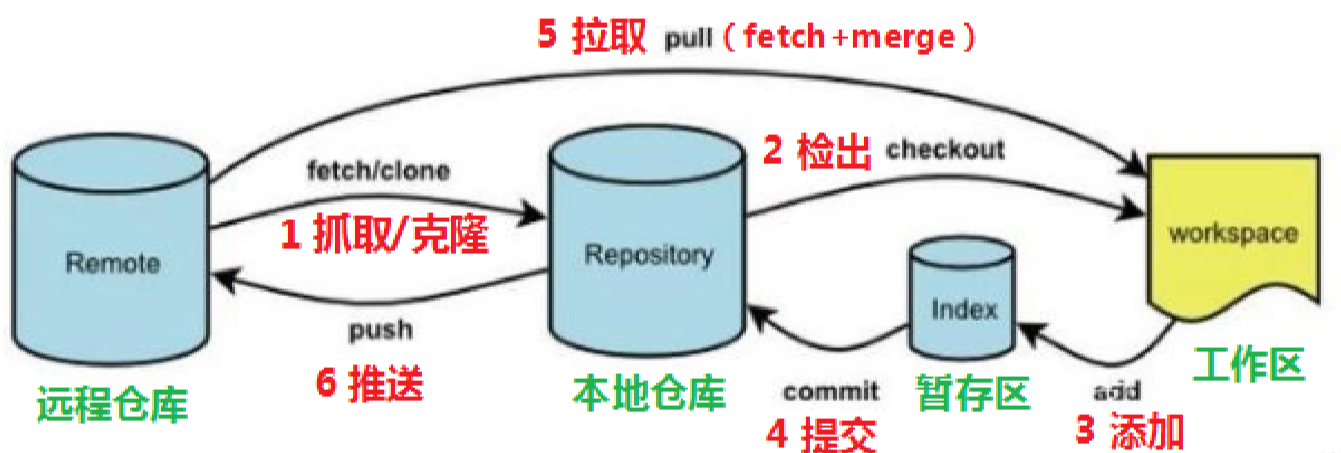 5 拉取 pull（fetch+merge）
fetch/clone
1 抓取/克隆
2 检出 checkout
Remote
Repository
workspace
Index
push
6 推送
远程仓库
本地仓库
commit
4 提交
暂存区
add
3 添加
工作区